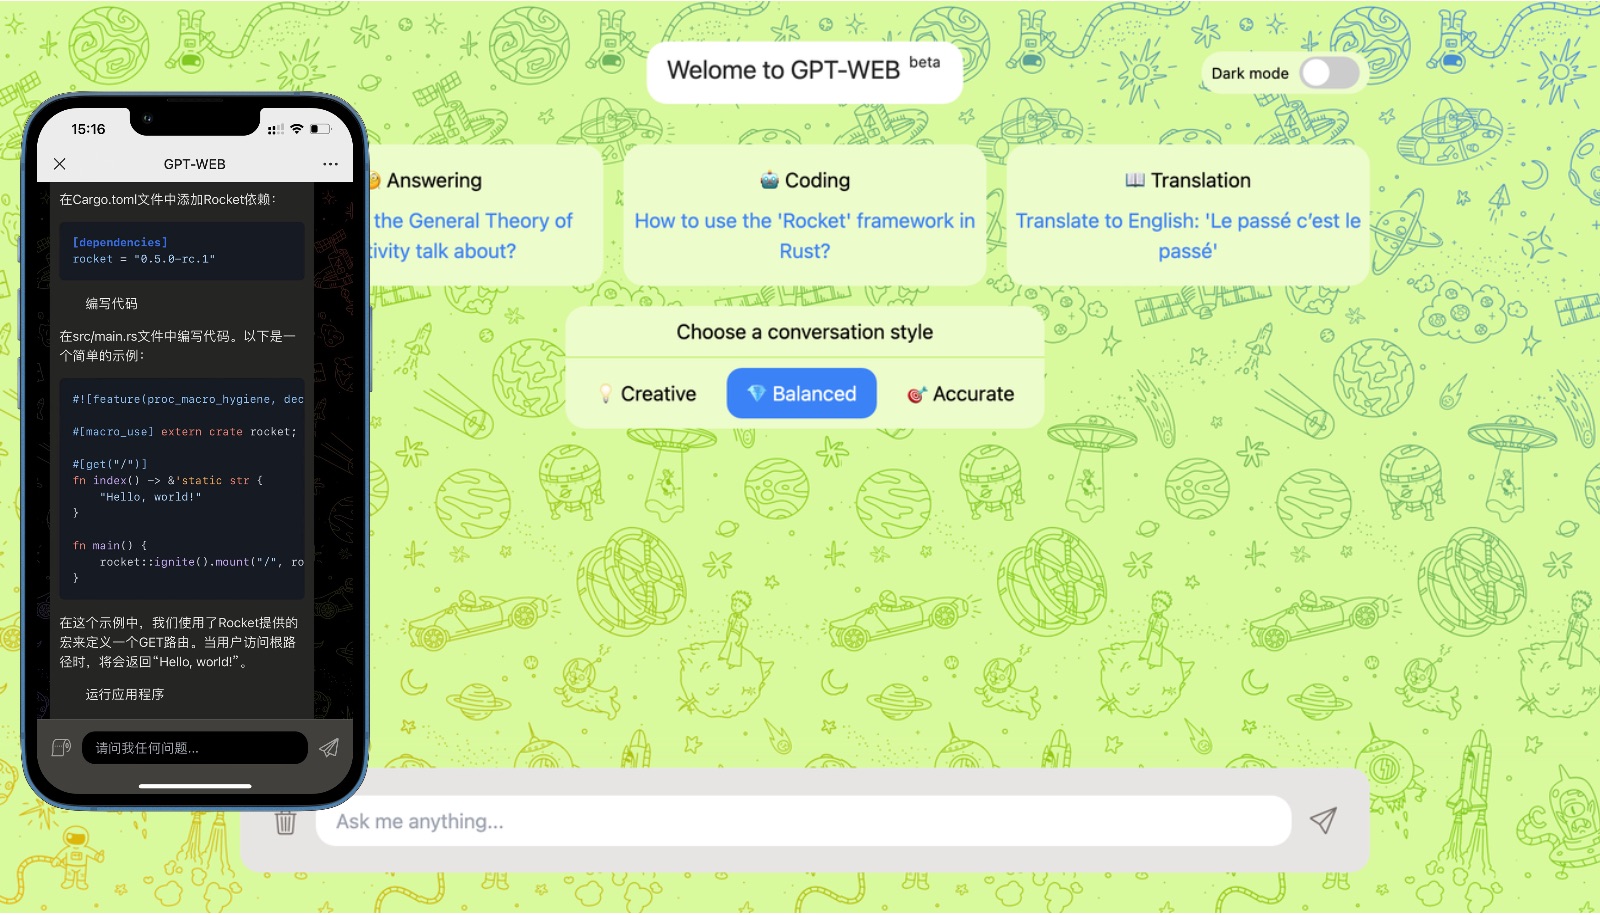 Welome to GPT-WEB beta
Dark mode
Answering
the General Theory of
tivity talk about?
Coding
How to use the 'Rocket' framework in
Rust?
Translation
Translate to English: 'Le passé c’est le
passé'
Choose a conversation style
Creative
Balanced
Accurate
Ask me anything...
15:16
GPT-WEB
在Cargo.toml文件中添加Rocket依赖：
[dependencies]
rocket = "0.5.0-rc.1"
编写代码
在src/main.rs文件中编写代码。以下是一
个简单的示例：
#![feature(proc_macro_hygiene, dec
#[macro_use] extern crate rocket;
#[get("/")]
fn index() -> &'static str {
"Hello, world!"
}
fn main() {
rocket::ignite().mount("/", ro
}
在这个示例中，我们使用了Rocket提供的
宏来定义一个GET路由。当用户访问根路
径时，将会返回“Hello, world!”。
运行应用程序
请问我任何问题...